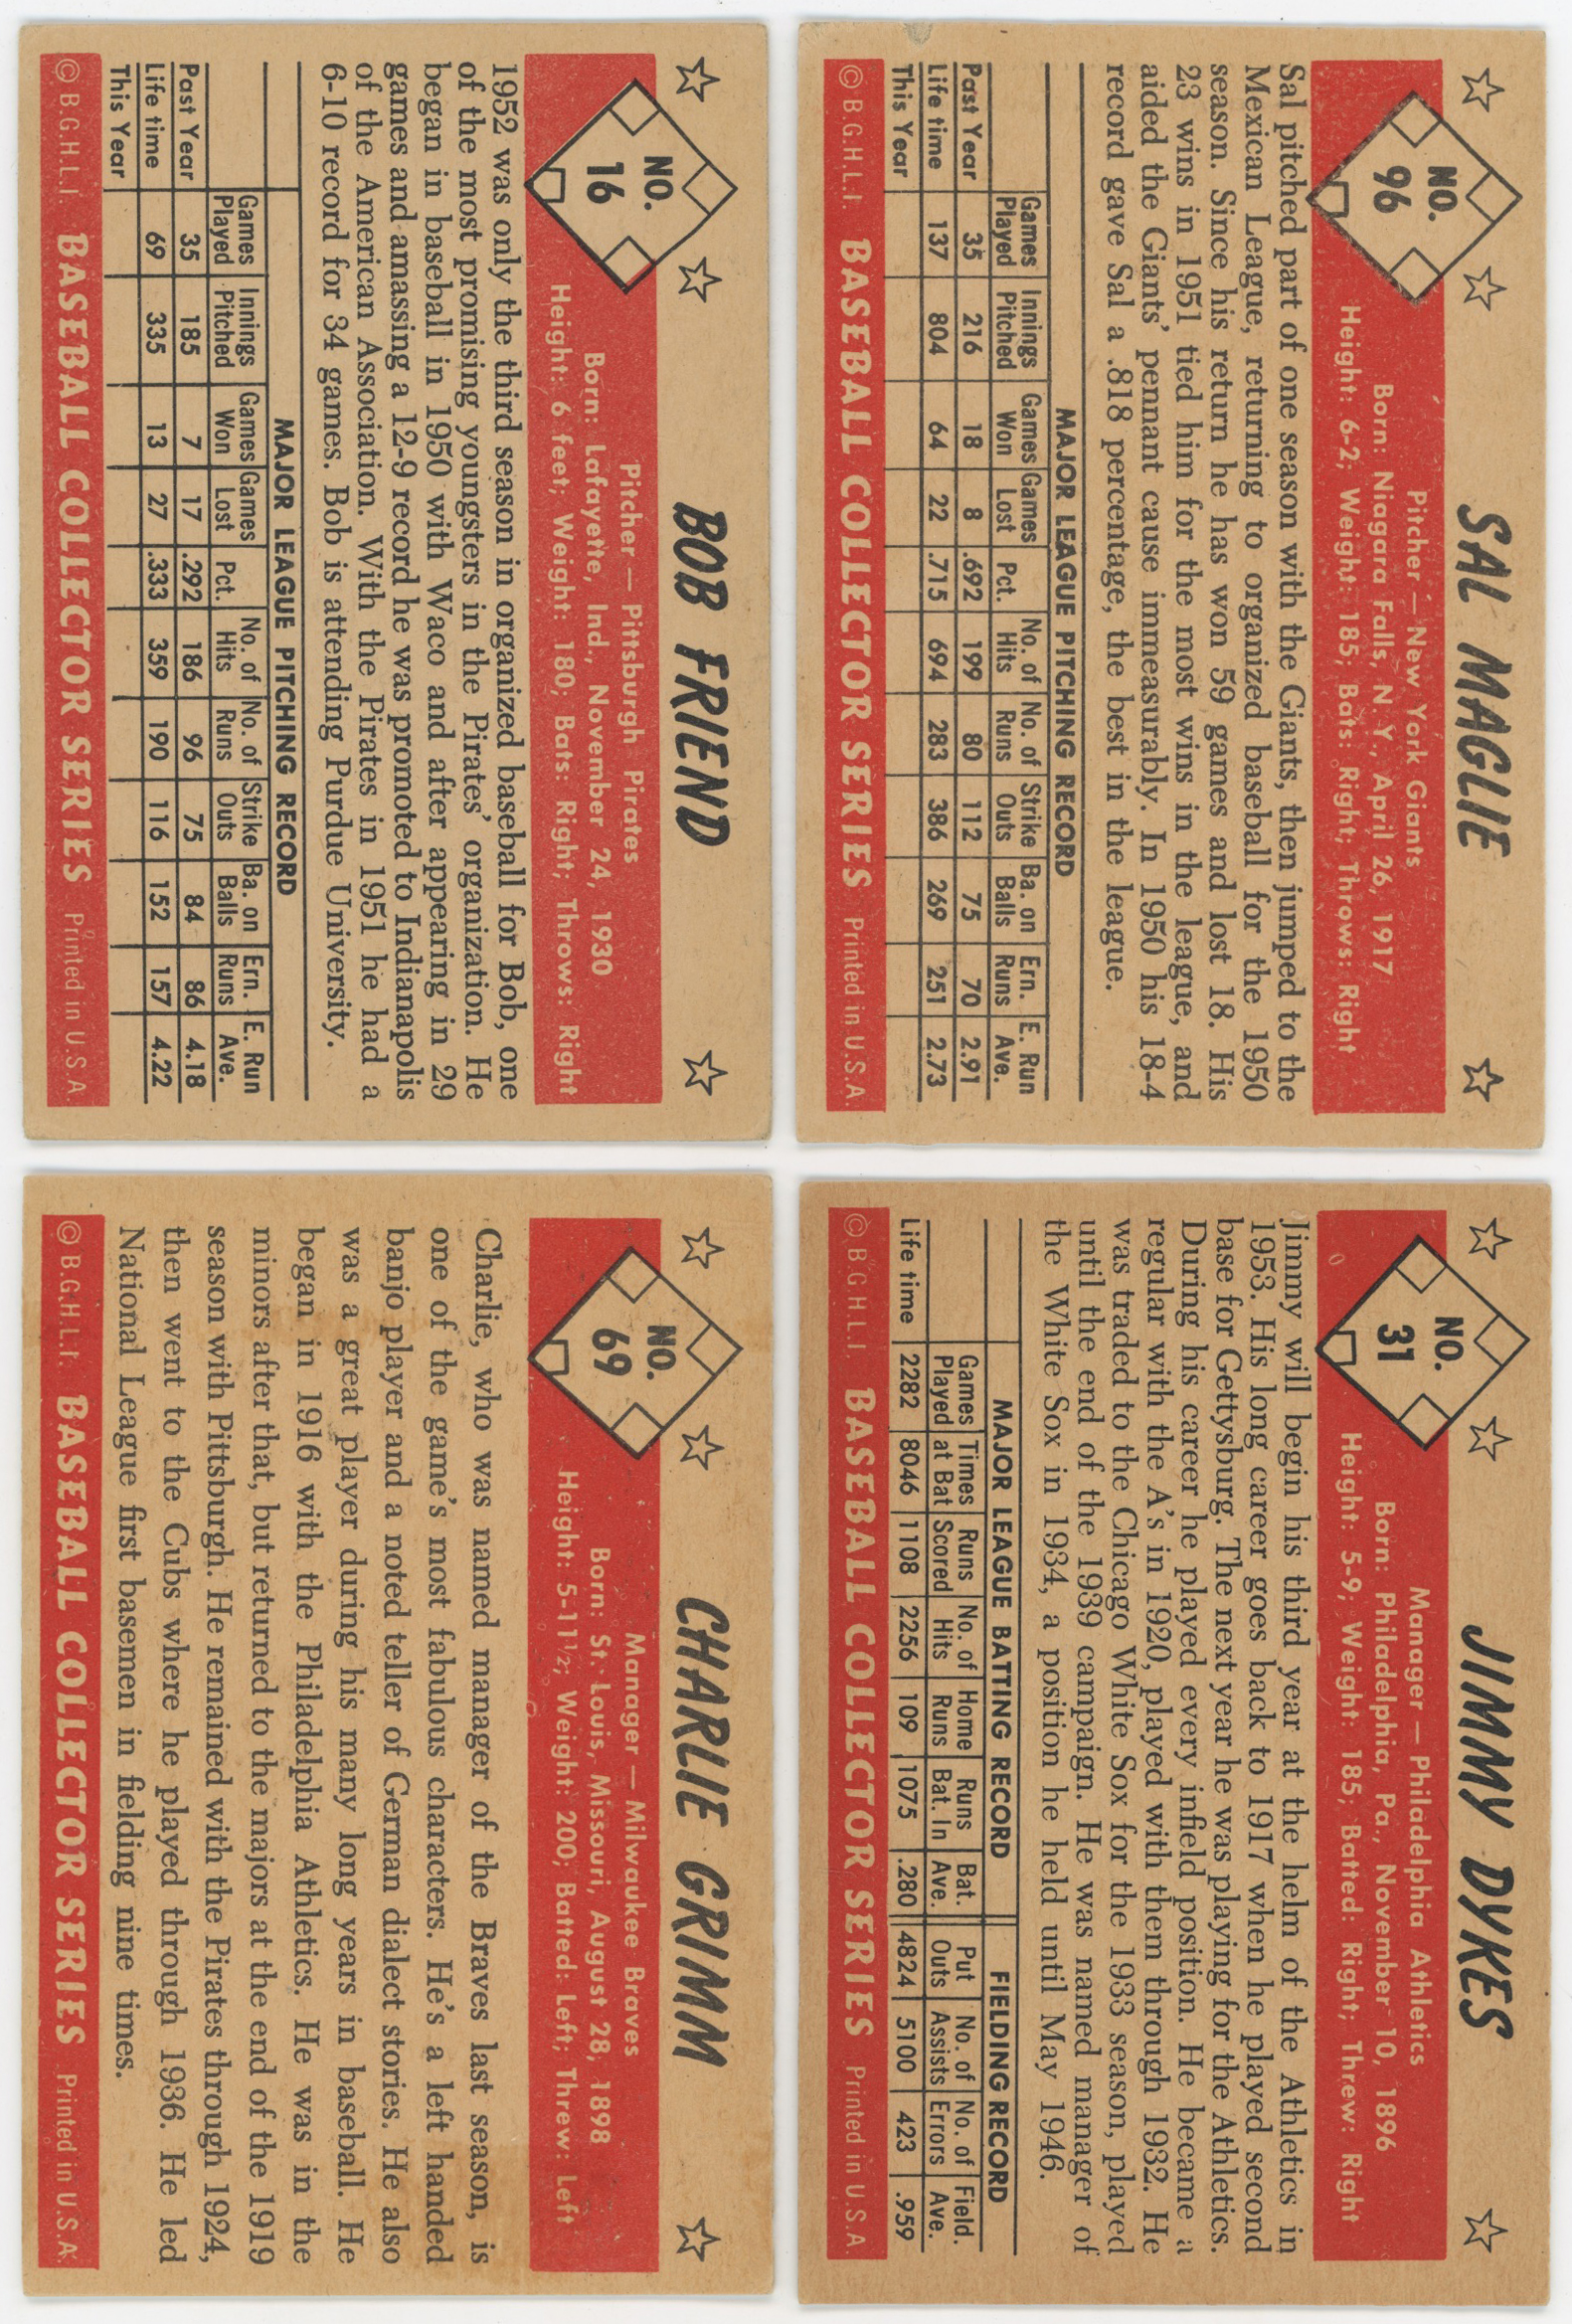 NO.
96
SAL MAGLIE
Pitcher — New York Giants
Born: Niagara Falls, N. Y., April 26, 1917
Height: 6-2; Weight: 185; Bats: Right; Throws: Right
Sal pitched part of one season with the Giants, then jumped to the
Mexican League, returning to organized baseball for the 1950
season. Since his return he has won 59 games and lost 18. His
23 wins in 1951 tied him for the most wins in the league, and
aided the Giants' pennant cause immeasurably. In 1950 his 18-4
record gave Sal a .818 percentage, the best in the league.
MAJOR LEAGUE PITCHING RECORD
Games Innings Games Games Pct. No. of No. of Strike Ba. on Ern. E. Run
Played Pitched Won Lost Hits Runs Outs Balls Runs Ave.
Past Year 35 216 18 8 .692 199 80 112 75 70 2.91
Life time 137 804 64 22 .715 694 283 386 269 251 2.73
This Year
© B.G.H.L.I. BASEBALL COLLECTOR SERIES Printed in U.S.A.
NO.
31
JIMMY DYKES
Manager — Philadelphia Athletics
Born: Philadelphia, Pa., November 10, 1896
Height: 5-9; Weight: 185; Batted: Right; Threw: Right
Jimmy will begin his third year at the helm of the Athletics in
1953. His long career goes back to 1917 when he played second
base for Gettysburg. The next year he was playing for the Athletics.
During his career he played every infield position. He became a
regular with the A's in 1920, played with them through 1932. He
was traded to the Chicago White Sox for the 1933 season, played
until the end of the 1939 campaign. He was named manager of
the White Sox in 1934, a position he held until May 1946.
MAJOR LEAGUE BATTING RECORD FIELDING RECORD
Games Times Runs No. of Home Runs Bat. Put No. of No. of Field.
Played at Bat Scored Hits Runs Bat. In Ave. Outs Assists Errors Ave.
Life time 2282 8046 1108 2256 109 1075 .280 4824 5100 423 .959
© B.G.H.L.I. BASEBALL COLLECTOR SERIES Printed in U.S.A.
NO.
16
BOB FRIEND
Pitcher — Pittsburgh Pirates
Born: Lafayette, Ind., November 24, 1930
Height: 6 feet; Weight: 180; Bats: Right; Throws: Right
1952 was only the third season in organized baseball for Bob, one
of the most promising youngsters in the Pirates' organization. He
began in baseball in 1950 with Waco and after appearing in 29
games and amassing a 12-9 record he was promoted to Indianapolis
of the American Association. With the Pirates in 1951 he had a
6-10 record for 34 games. Bob is attending Purdue University.
MAJOR LEAGUE PITCHING RECORD
Games Innings Games Games Pct. No. of No. of Strike Ba. on Ern. E. Run
Played Pitched Won Lost Hits Runs Outs Balls Runs Ave.
Past Year 35 185 7 17 .292 186 96 75 84 86 4.18
Life time 69 335 13 27 .333 359 190 116 152 157 4.22
This Year
© B.G.H.L.I. BASEBALL COLLECTOR SERIES Printed in U.S.A.
NO.
69
CHARLIE GRIMM
Manager — Milwaukee Braves
Born: St. Louis, Missouri, August 28, 1898
Height: 5-11½; Weight: 200; Batted: Left; Threw: Left
Charlie, who was named manager of the Braves last season, is
one of the game's most fabulous characters. He's a left handed
banjo player and a noted teller of German dialect stories. He also
was a great player during his many long years in baseball. He
began in 1916 with the Philadelphia Athletics. He was in the
minors after that, but returned to the majors at the end of the 1919
season with Pittsburgh. He remained with the Pirates through 1924,
then went to the Cubs where he played through 1936. He led
National League first basemen in fielding nine times.
© B.G.H.L.I. BASEBALL COLLECTOR SERIES Printed in U.S.A.